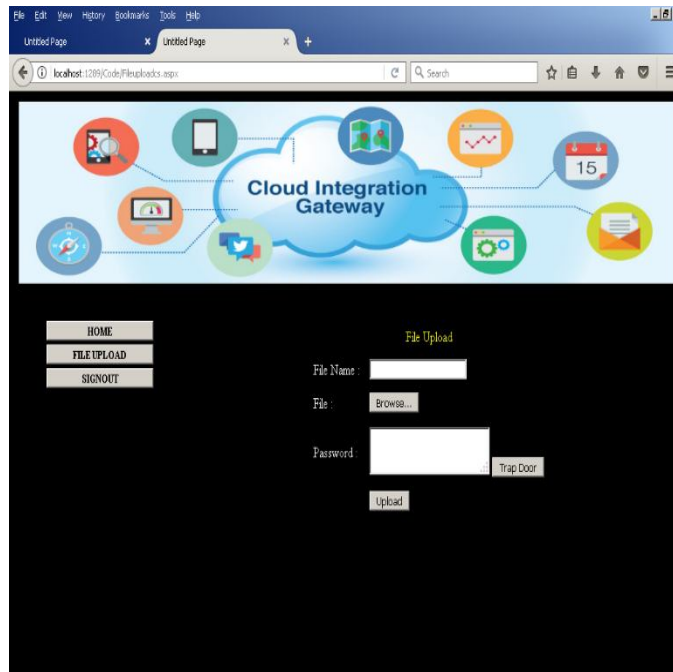 File Edit View History Bookmarks Tools Help
Untitled Page x Untitled Page x +
localhost:1289/Code/Fileuploadcs.aspx Search
15
Cloud Integration
Gateway
HOME
FILE UPLOAD
SIGNOUT
File Upload
File Name :
File : Browse...
Password :
Trap Door
Upload